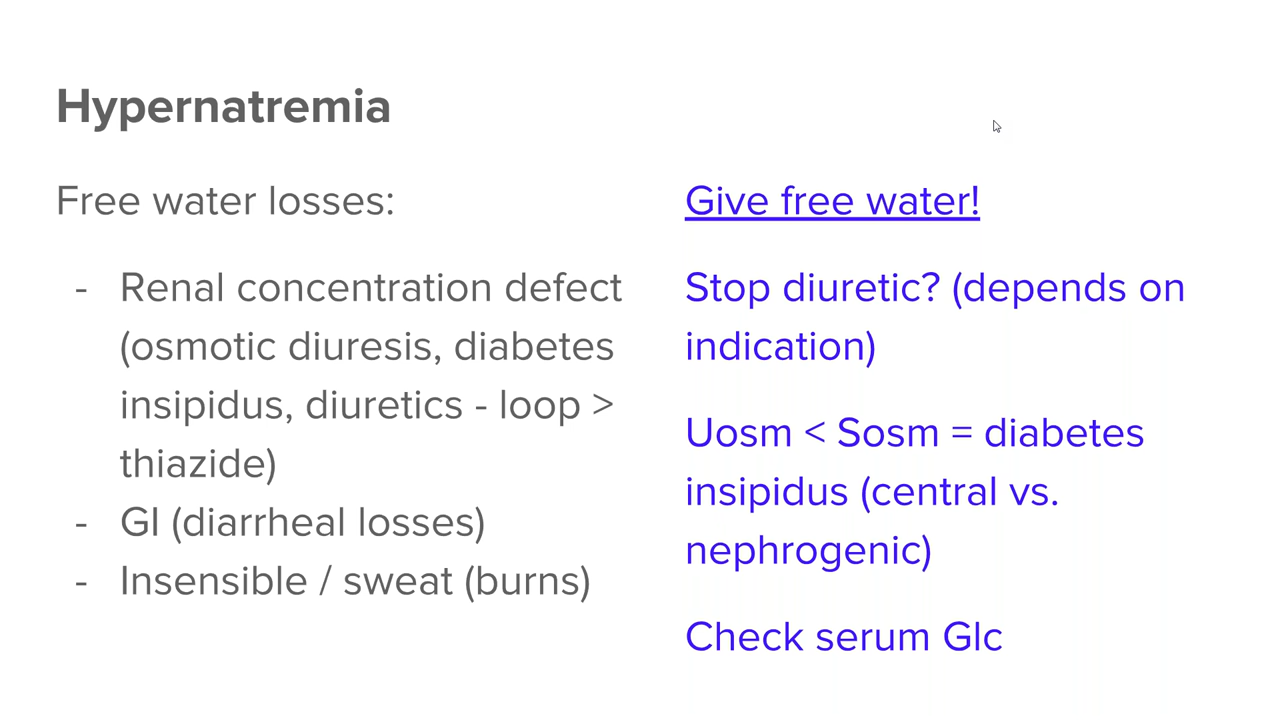 Hypernatremia
Free water losses:
- Renal concentration defect
(osmotic diuresis, diabetes
insipidus, diuretics - loop >
thiazide)
- GI (diarrheal losses)
- Insensible / sweat (burns)
Give free water!
Stop diuretic? (depends on
indication)
Uosm < Sosm = diabetes
insipidus (central vs.
nephrogenic)
Check serum Glc